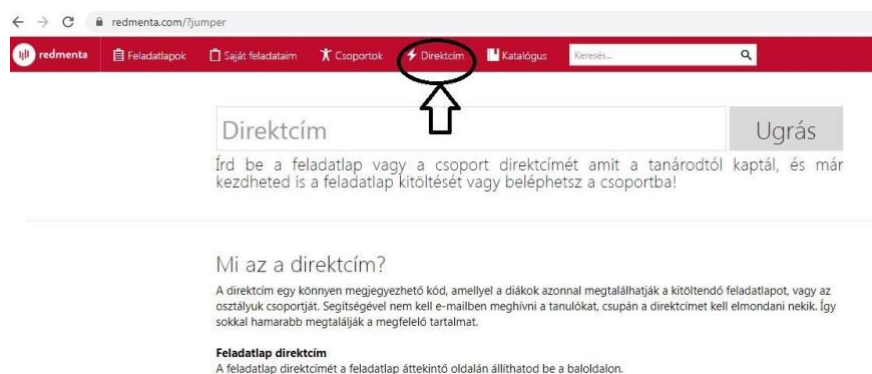 redmenta.com/?jumper
redmenta Feladatlapok Saját feladataim Csoportok Direktcím Katalógus Keresés...
Direktcím Ugrás
Írd be a feladatlap vagy a csoport direktcímét amit a tanárodtól kaptál, és már
kezdheted is a feladatlap kitöltését vagy beléphetsz a csoportba!
Mi az a direktcím?
A direktcím egy könnyen megjegyezhető kód, amellyel a diákok azonnal megtalálhatják a kitöltendő feladatlapot, vagy az
osztályuk csoportját. Segítségével nem kell e-mailben meghívni a tanulókat, csupán a direktcímet kell elmondani nekik. Így
sokkal hamarabb megtalálják a megfelelő tartalmat.
Feladatlap direktcím
A feladatlap direktcímét a feladatlap áttekintő oldalán állíthatod be a baloldalon.